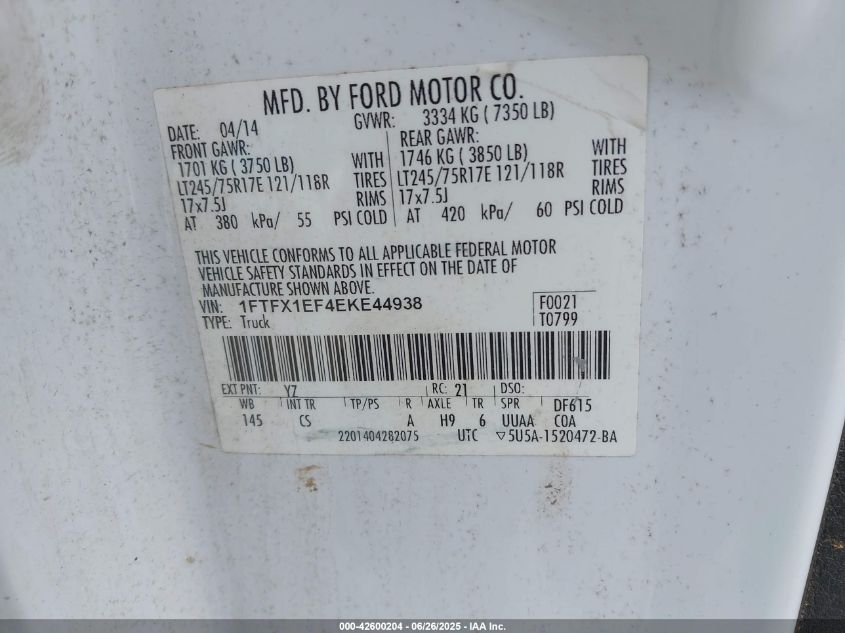 MFD. BY FORD MOTOR CO.
DATE: 04/14 GVWR: 3334 KG ( 7350 LB)
FRONT GAWR: REAR GAWR:
1701 KG ( 3750 LB) WITH 1746 KG ( 3850 LB) WITH
LT245/75R17E 121/118R TIRES LT245/75R17E 121/118R TIRES
17x7.5J RIMS 17x7.5J RIMS
AT 380 kPa/ 55 PSI COLD AT 420 kPa/ 60 PSI COLD
THIS VEHICLE CONFORMS TO ALL APPLICABLE FEDERAL MOTOR
VEHICLE SAFETY STANDARDS IN EFFECT ON THE DATE OF
MANUFACTURE SHOWN ABOVE.
VIN: 1FTFX1EF4EKE44938 F0021
TYPE: Truck T0799
EXT PNT: YZ RC: 21 DSO:
WB INT TR TP/PS R AXLE TR SPR DF615
145 CS A H9 6 UUAA COA
2201404282075 UTC ▽5U5A-1520472-BA
000-42600204 - 06/26/2025 - IAA Inc.